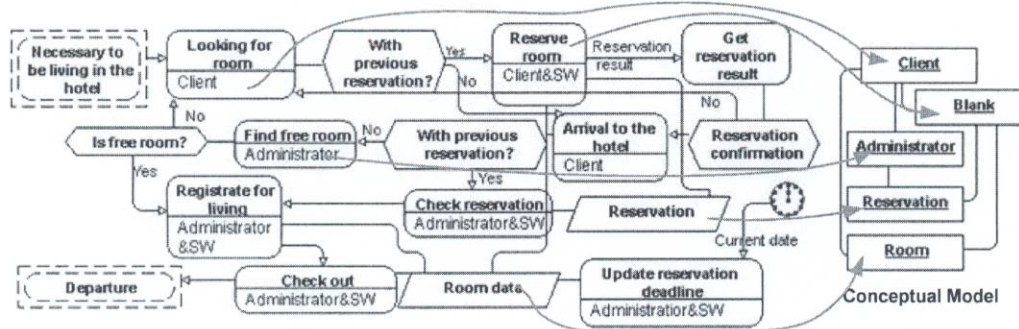 Necessary to
be living in the
hotel
Looking for
room
Client
With
previous
reservation?
Yes
No
Reserve
room
Client&SW
Reservation
result
Get
reservation
result
Client
Blank
No
No
Is free room?
Find free room
Administrator
No
With previous
reservation?
Arrival to the
hotel
Client
Reservation
confirmation
Administrator
Yes
Yes
Registrate for
living
Administrator
&SW
Check reservation
Administrator&SW
Reservation
Reservation
Current date
Room
Departure
Check out
Administrator&SW
Room data
Update reservation
deadline
Administratior&SW
Conceptual Model